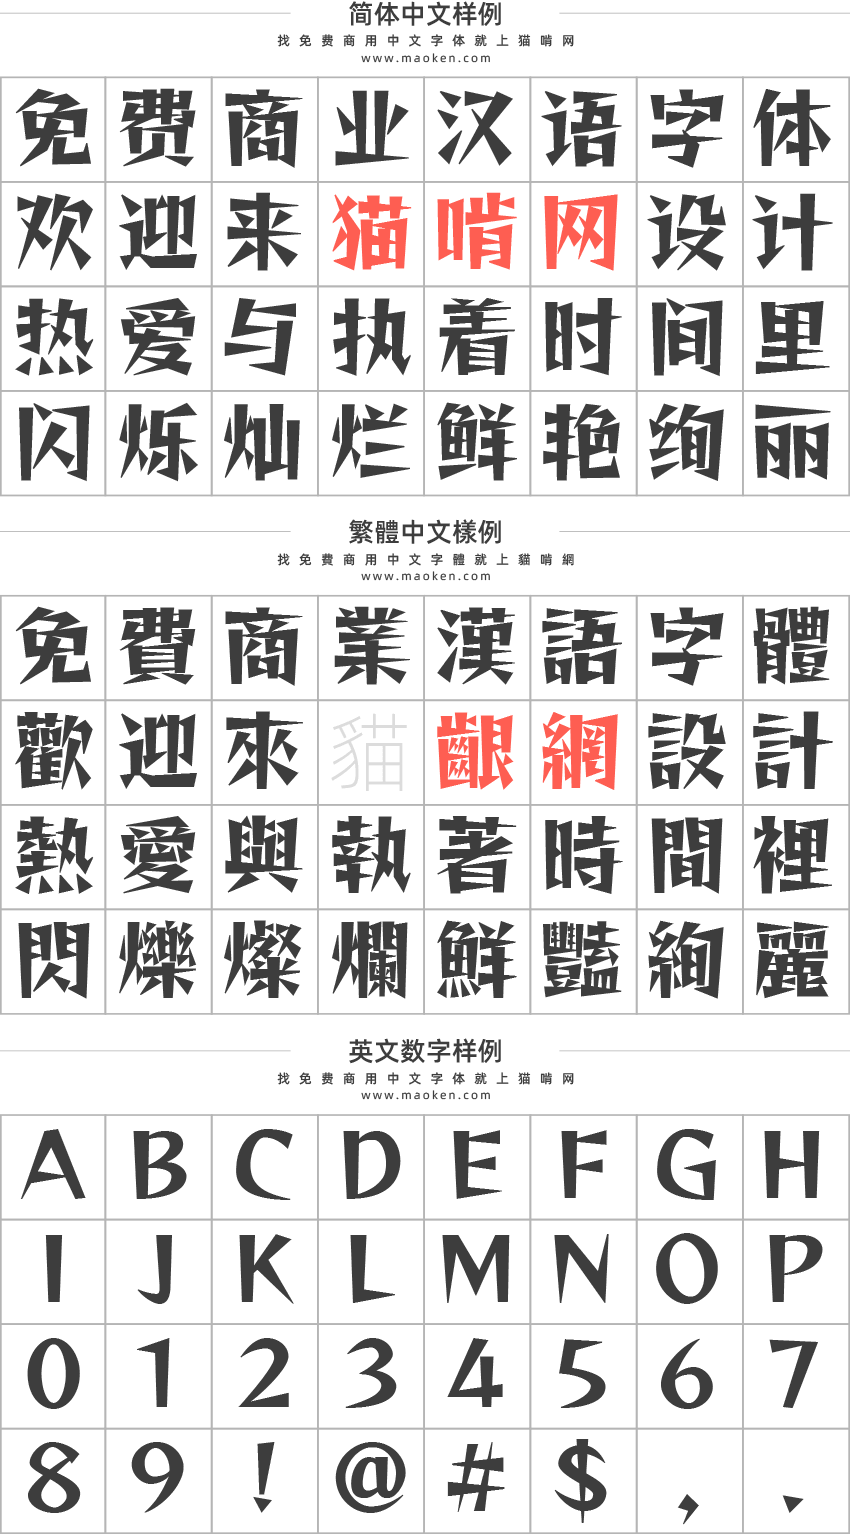 简体中文样例
找免费商用中文字体就上猫啃网
www.maoken.com
免费商业汉语字体
欢迎来猫啃网设计
热爱与执着时间里
闪烁灿烂鲜艳绚丽
繁體中文樣例
找免費商用中文字體就上貓啃網
www.maoken.com
免費商業漢語字體
歡迎來貓齦網設計
熱愛與執著時間裡
閃爍燦爛鮮豔絢麗
英文数字样例
找免费商用中文字体就上猫啃网
www.maoken.com
A B C D E F G H
I J K L M N O P
0 1 2 3 4 5 6 7
8 9 ! @ # $ , .